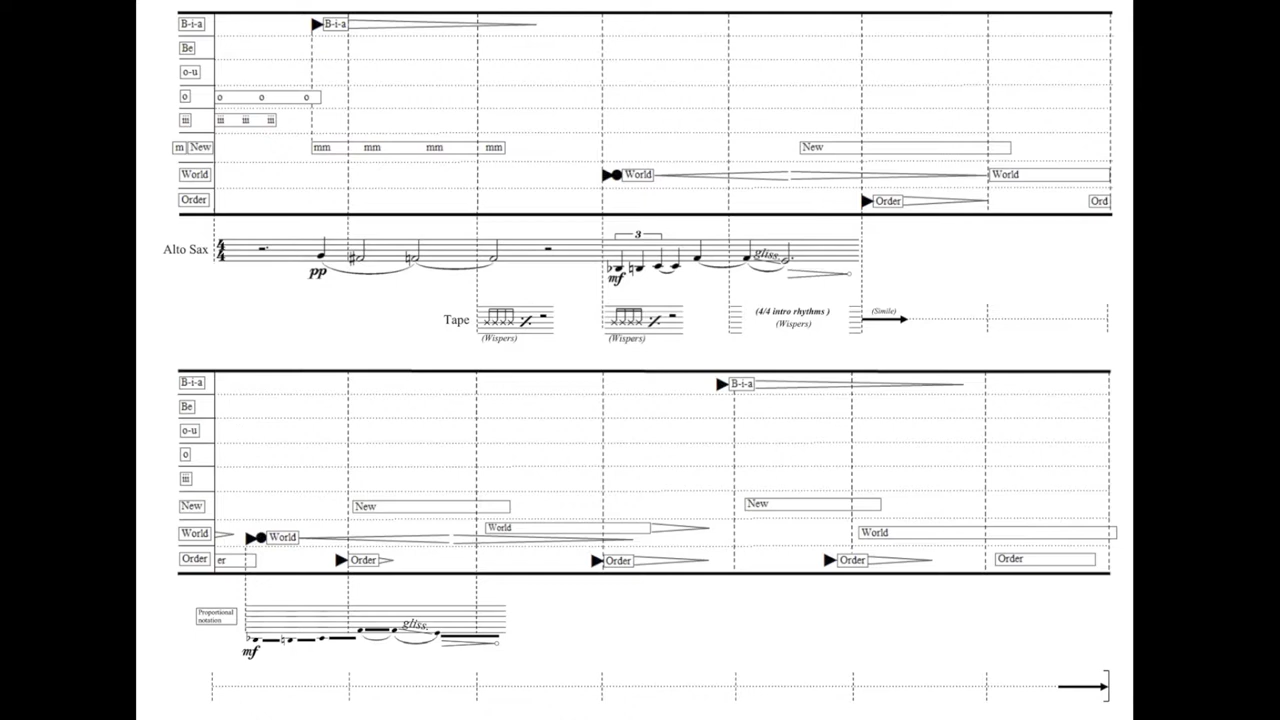 B-i-a B-i-a
Be
o-u
o o o o
iii iii iii iii
m New mm mm mm mm New
World World World
Order Order Ord
Alto Sax 4/4 3 gliss.
pp mf
Tape (4/4 intro rhythms ) (Simile)
(Wispers) (Wispers) (Wispers)
B-i-a B-i-a
Be
o-u
o
iii
New New New
World World World World
Order er Order Order Order Order
Proportional
notation
gliss.
mf